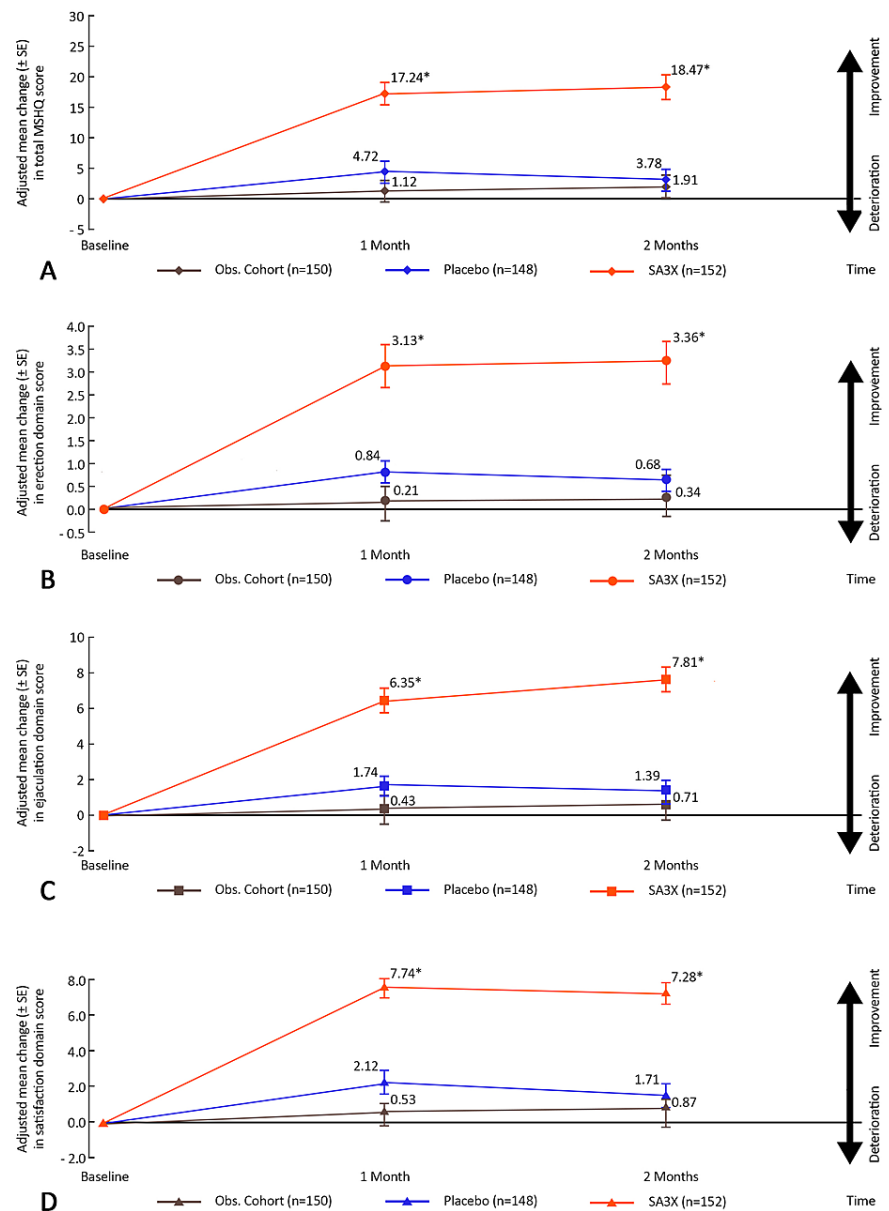 Adjusted mean change (± SE)
in total MSHQ score
30
25
20
15
10
5
0
- 5
17.24*
18.47*
4.72
3.78
1.12
1.91
Improvement
Deterioration
Baseline
1 Month
2 Months
A
Obs. Cohort (n=150)
Placebo (n=148)
SA3X (n=152)
Time
Adjusted mean change (± SE)
in erection domain score
4.0
3.5
3.0
2.5
2.0
1.5
1.0
0.5
0.0
- 0.5
3.13*
3.36*
0.84
0.68
0.21
0.34
Improvement
Deterioration
Baseline
1 Month
2 Months
B
Obs. Cohort (n=150)
Placebo (n=148)
SA3X (n=152)
Time
Adjusted mean change (± SE)
in ejaculation domain score
10
8
6
4
2
0
-2
6.35*
7.81*
1.74
1.39
0.43
0.71
Improvement
Deterioration
Baseline
1 Month
2 Months
C
Obs. Cohort (n=150)
Placebo (n=148)
SA3X (n=152)
Time
Adjusted mean change (± SE)
in satisfaction domain score
8.0
6.0
4.0
2.0
0.0
- 2.0
7.74*
7.28*
2.12
1.71
0.53
0.87
Improvement
Deterioration
Baseline
1 Month
2 Months
D
Obs. Cohort (n=150)
Placebo (n=148)
SA3X (n=152)
Time